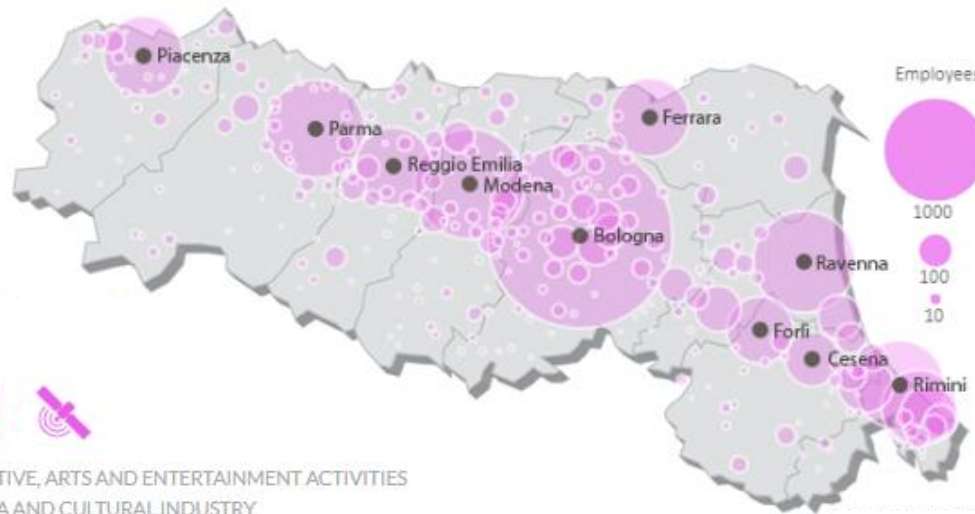 Piacenza
Parma
Reggio Emilia
Modena
Bologna
Ferrara
Ravenna
Forlì
Cesena
Rimini
Employees
1000
100
10
TIVE, ARTS AND ENTERTAINMENT ACTIVITIES
A AND CULTURAL INDUSTRY